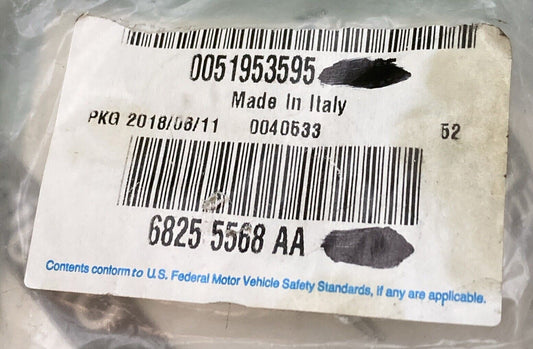 0051953595
Made In Italy
PKG 2018/06/11 0040533 52
6825 5568 AA
Contents conform to U.S. Federal Motor Vehicle Safety Standards, if any are applicable.